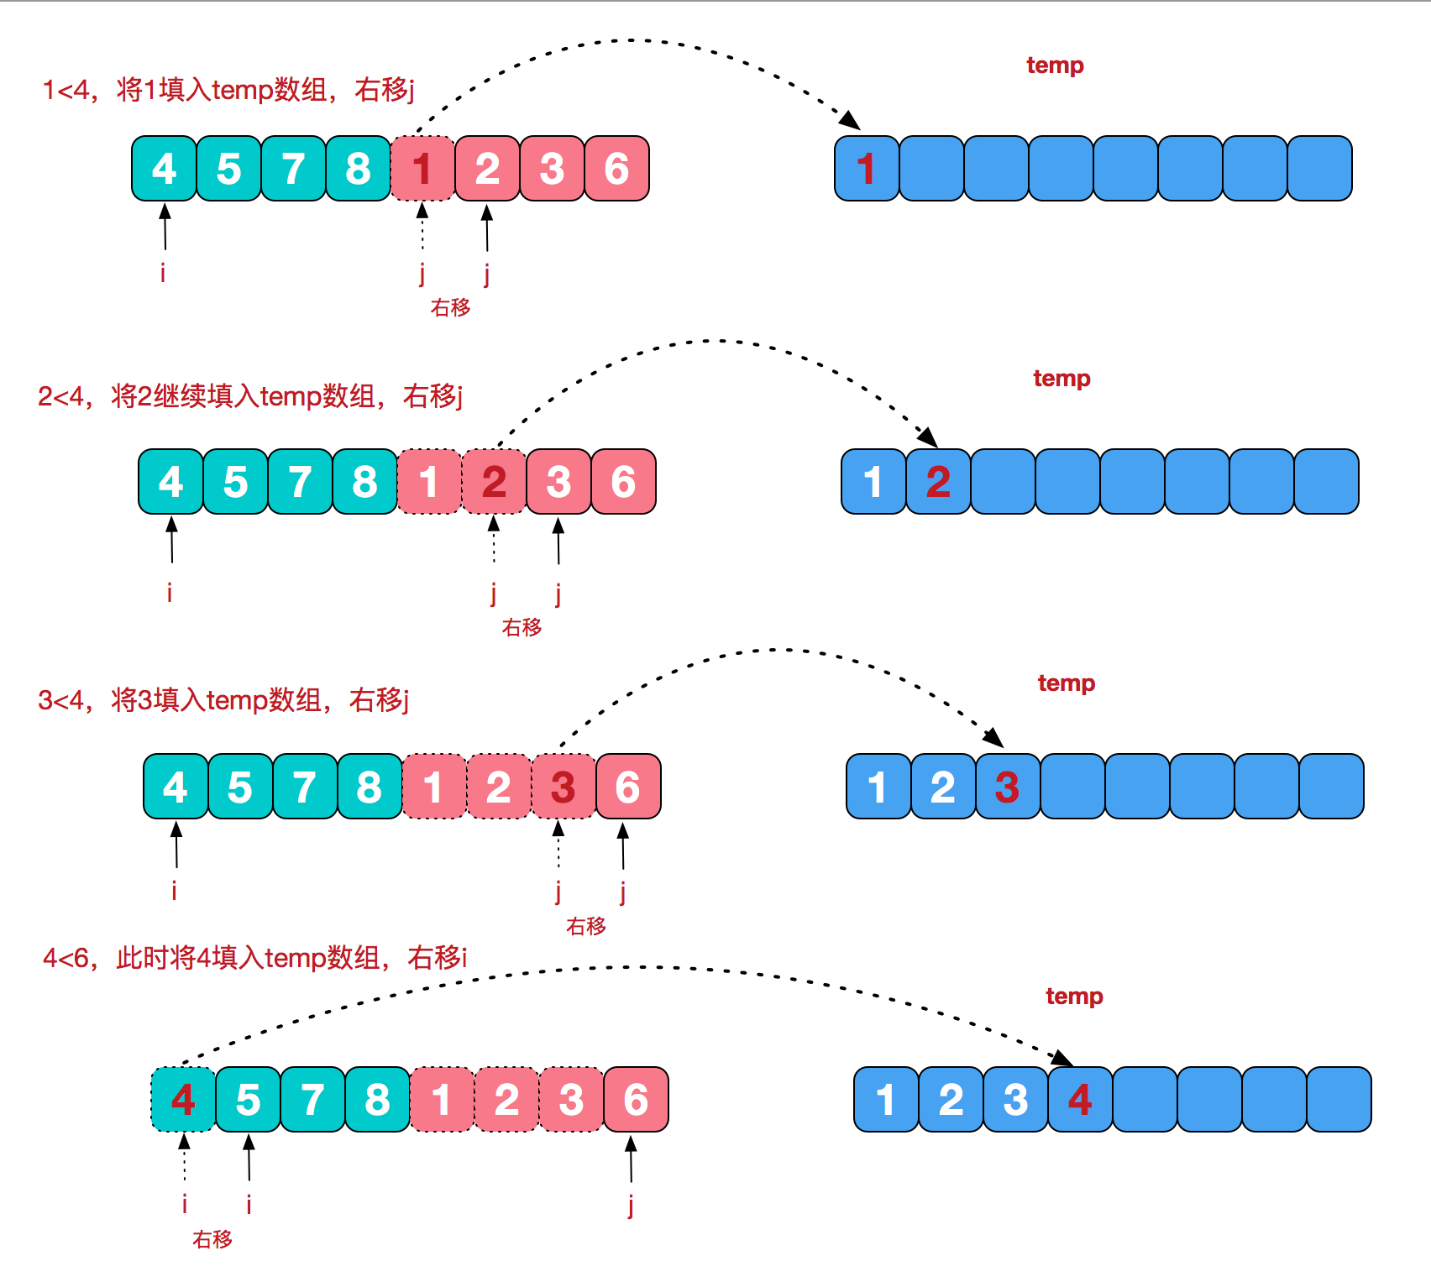 1<4，将1填入temp数组，右移j
temp
4 5 7 8 1 2 3 6
1
i j j
右移
2<4，将2继续填入temp数组，右移j
temp
4 5 7 8 1 2 3 6
1 2
i j j
右移
3<4，将3填入temp数组，右移j
temp
4 5 7 8 1 2 3 6
1 2 3
i j j
右移
4<6，此时将4填入temp数组，右移i
temp
4 5 7 8 1 2 3 6
1 2 3 4
i i j
右移